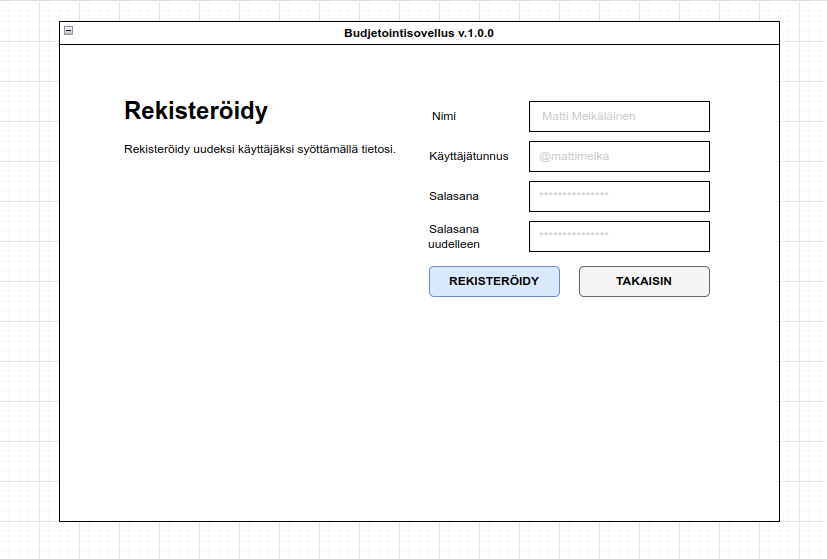 Budjetointisovellus v.1.0.0
Rekisteröidy
Rekisteröidy uudeksi käyttäjäksi syöttämällä tietosi.
Nimi
Matti Meikäläinen
Käyttäjätunnus
@mattimeika
Salasana
***************
Salasana
uudelleen
***************
REKISTERÖIDY
TAKAISIN